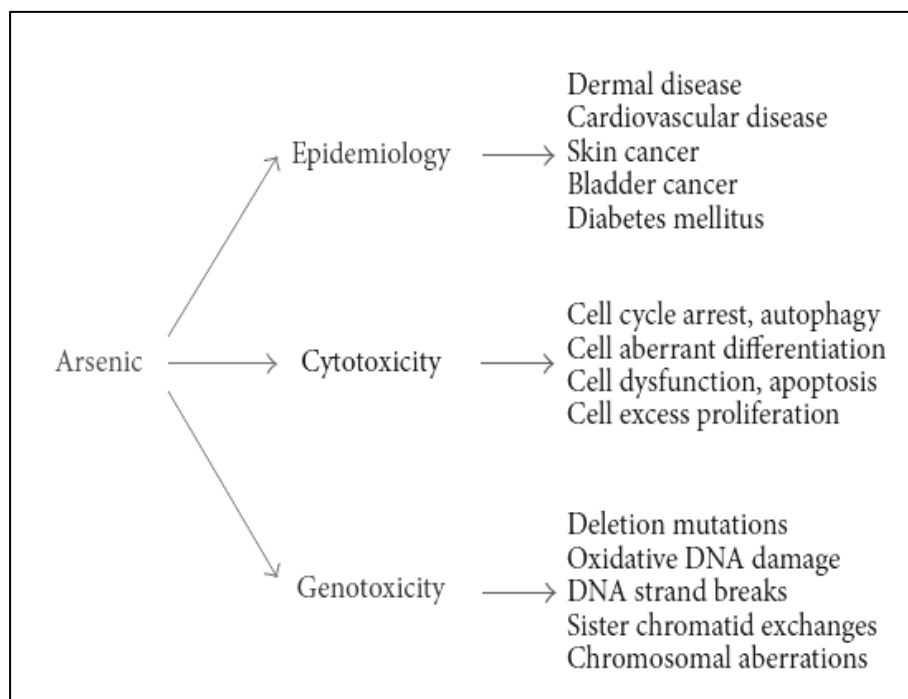 Dermal disease
Cardiovascular disease
Epidemiology
Skin cancer
Bladder cancer
Diabetes mellitus
Cell cycle arrest, autophagy
Arsenic
Cytotoxicity
Cell aberrant differentiation
Cell dysfunction, apoptosis
Cell excess proliferation
Deletion mutations
Oxidative DNA damage
Genotoxicity
DNA strand breaks
Sister chromatid exchanges
Chromosomal aberrations